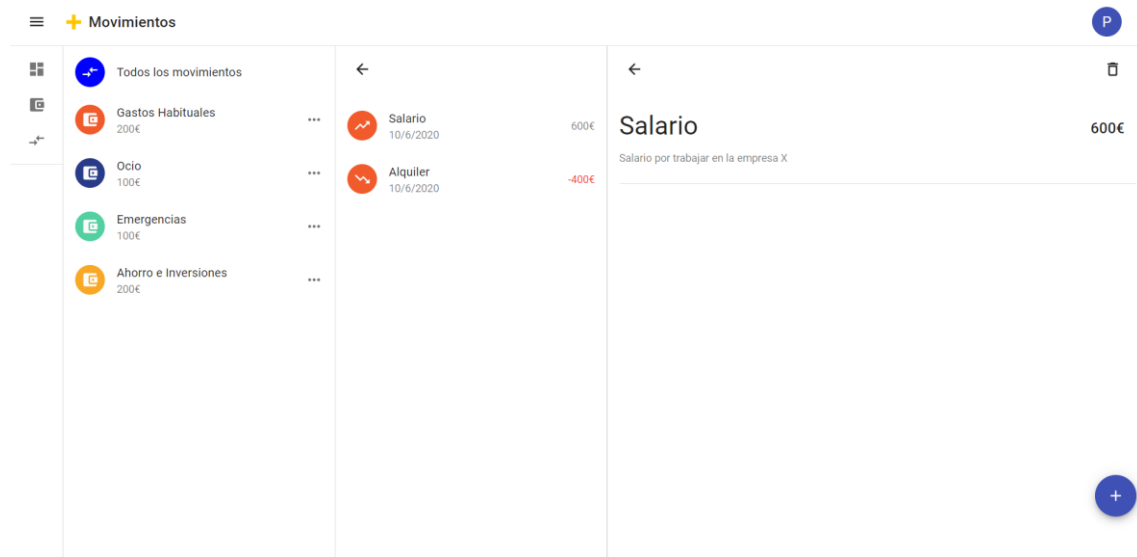 Movimientos
P
Todos los movimientos
Gastos Habituales
200€
Ocio
100€
Emergencias
100€
Ahorro e Inversiones
200€
Salario
10/6/2020
600€
Alquiler
10/6/2020
-400€
Salario
600€
Salario por trabajar en la empresa X